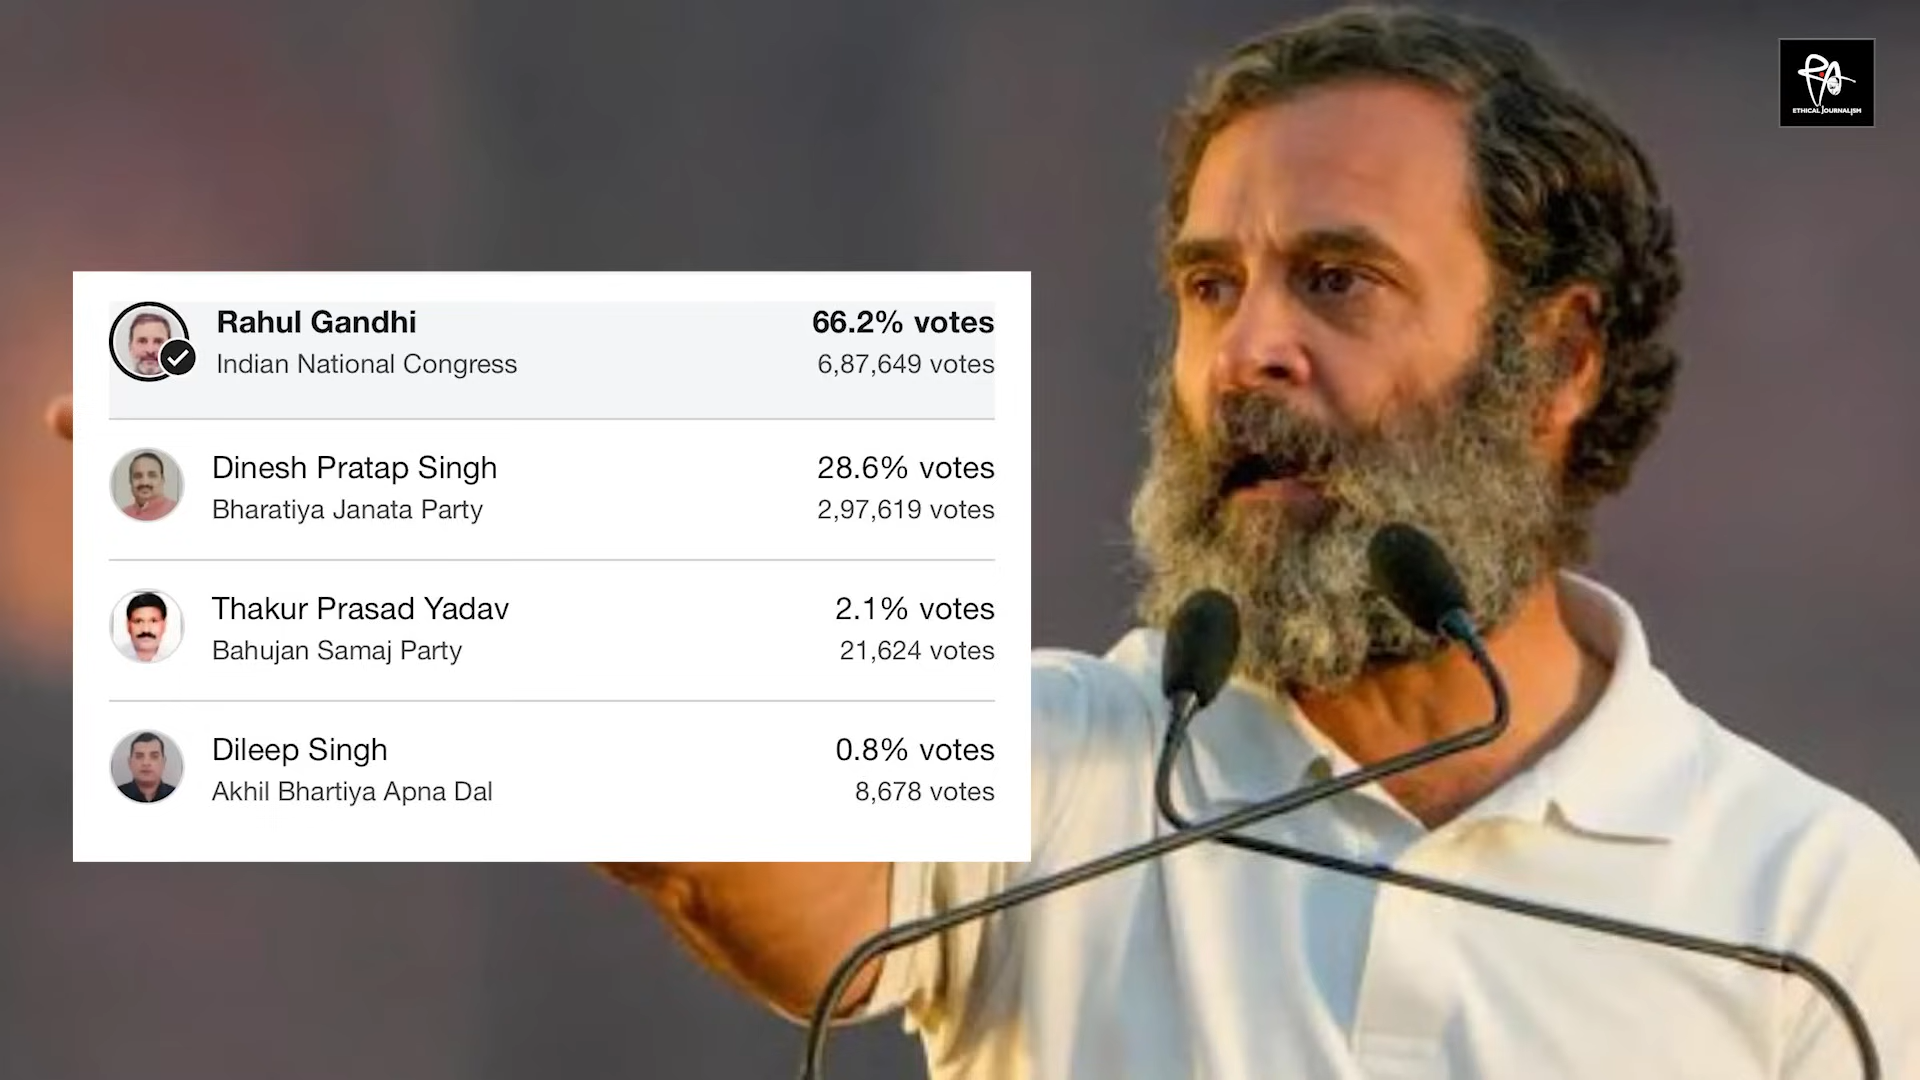 Rahul Gandhi 66.2% votes
Indian National Congress 6,87,649 votes
Dinesh Pratap Singh 28.6% votes
Bharatiya Janata Party 2,97,619 votes
Thakur Prasad Yadav 2.1% votes
Bahujan Samaj Party 21,624 votes
Dileep Singh 0.8% votes
Akhil Bhartiya Apna Dal 8,678 votes
ETHICAL JOURNALISM